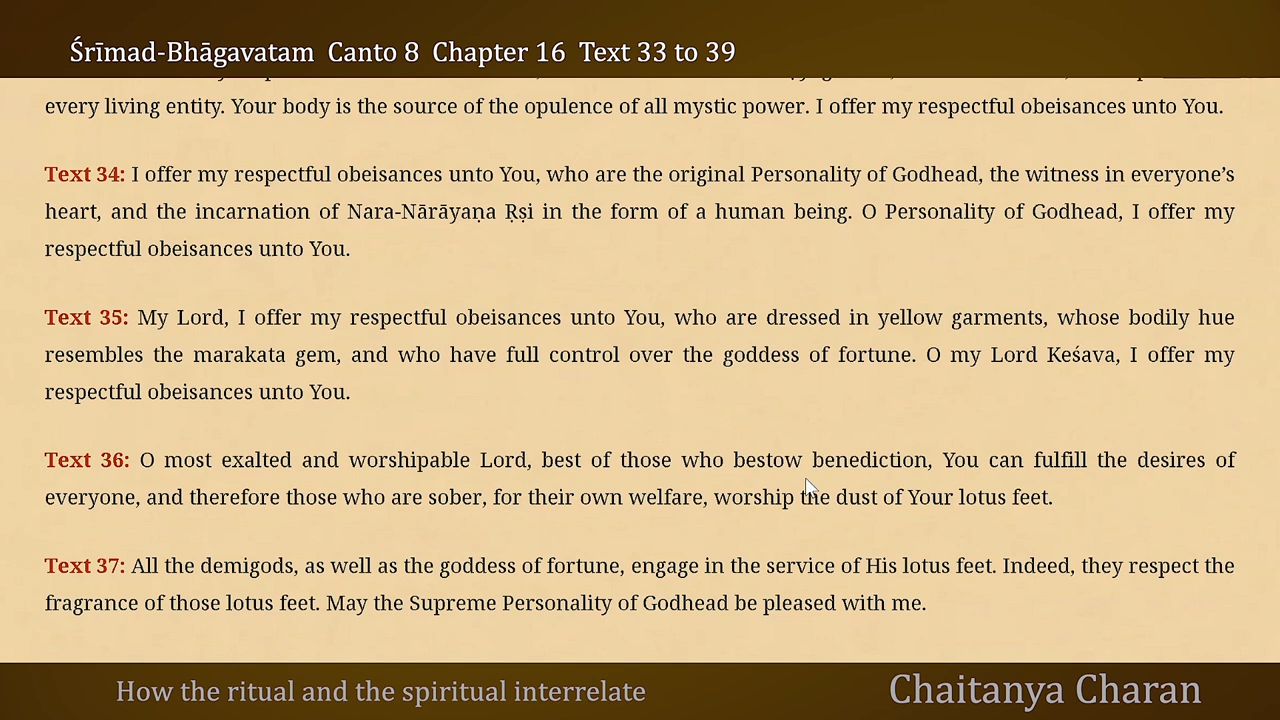 Śrīmad-Bhāgavatam Canto 8 Chapter 16 Text 33 to 39
every living entity. Your body is the source of the opulence of all mystic power. I offer my respectful obeisances unto You.
Text 34: I offer my respectful obeisances unto You, who are the original Personality of Godhead, the witness in everyone’s
heart, and the incarnation of Nara-Nārāyaṇa Ṛṣi in the form of a human being. O Personality of Godhead, I offer my
respectful obeisances unto You.
Text 35: My Lord, I offer my respectful obeisances unto You, who are dressed in yellow garments, whose bodily hue
resembles the marakata gem, and who have full control over the goddess of fortune. O my Lord Keśava, I offer my
respectful obeisances unto You.
Text 36: O most exalted and worshipable Lord, best of those who bestow benediction, You can fulfill the desires of
everyone, and therefore those who are sober, for their own welfare, worship the dust of Your lotus feet.
Text 37: All the demigods, as well as the goddess of fortune, engage in the service of His lotus feet. Indeed, they respect the
fragrance of those lotus feet. May the Supreme Personality of Godhead be pleased with me.
How the ritual and the spiritual interrelate
Chaitanya Charan